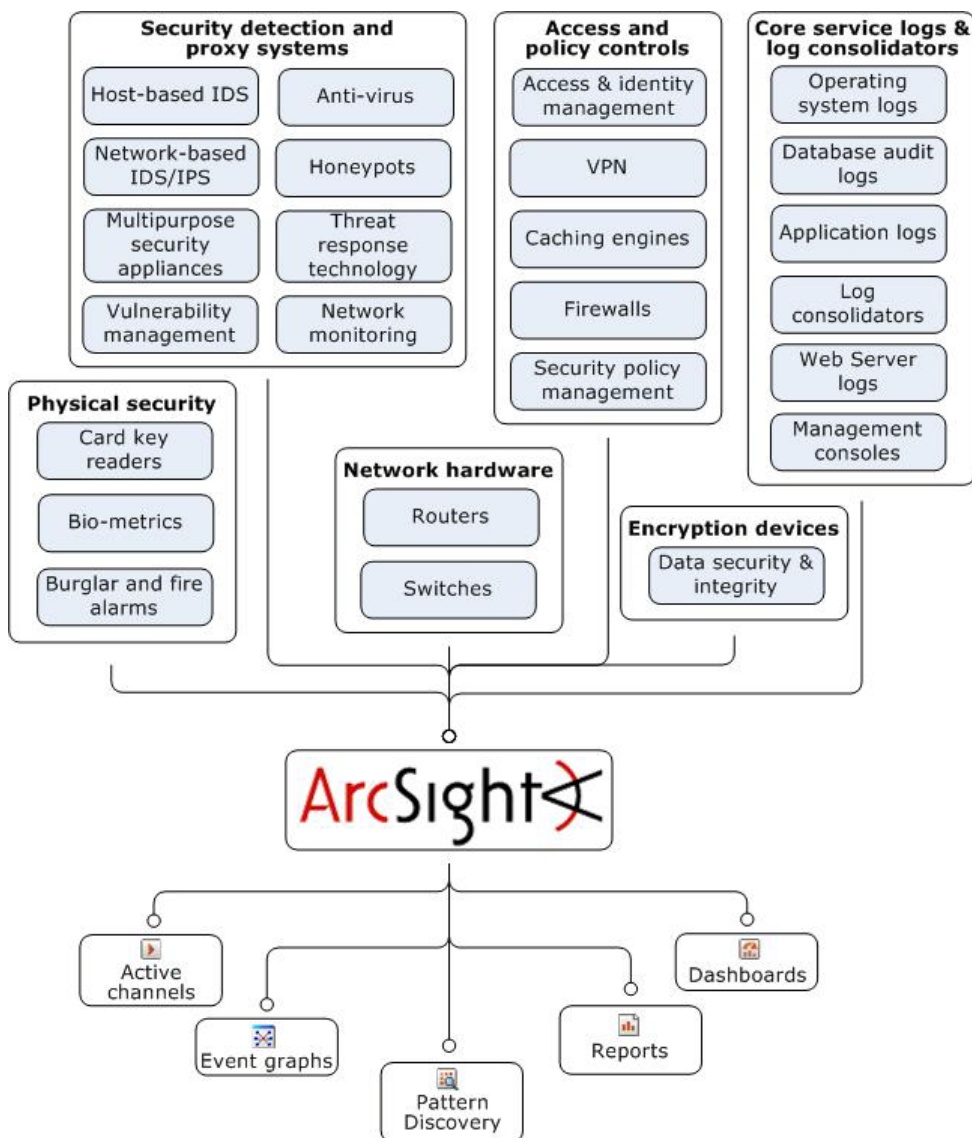 Security detection and
proxy systems
Host-based IDS
Anti-virus
Network-based
IDS/IPS
Honeypots
Multipurpose
security
appliances
Threat
response
technology
Vulnerability
management
Network
monitoring
Access and
policy controls
Access & identity
management
VPN
Caching engines
Firewalls
Security policy
management
Core service logs &
log consolidators
Operating
system logs
Database audit
logs
Application logs
Log
consolidators
Web Server
logs
Management
consoles
Physical security
Card key
readers
Bio-metrics
Burglar and fire
alarms
Network hardware
Routers
Switches
Encryption devices
Data security &
integrity
ArcSight
Active
channels
Event graphs
Pattern
Discovery
Reports
Dashboards